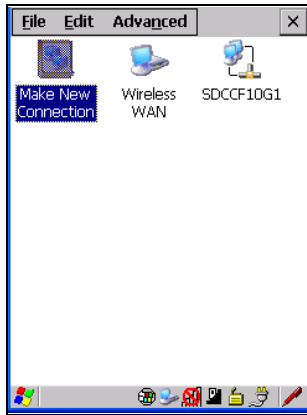 File Edit Advanced ×
Make New Connection
Wireless WAN
SDCCF10G1